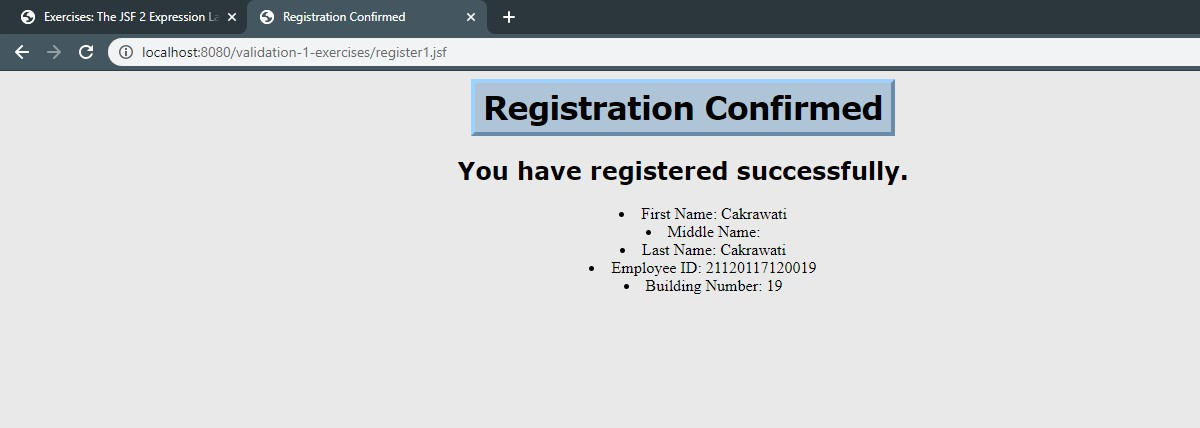 Exercises: The JSF 2 Expression La
Registration Confirmed
localhost:8080/validation-1-exercises/register1.jsf
Registration Confirmed
You have registered successfully.
• First Name: Cakrawati
• Middle Name:
• Last Name: Cakrawati
• Employee ID: 21120117120019
• Building Number: 19